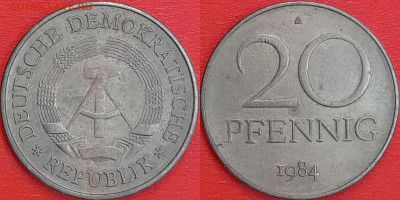 DEUTSCHE DEMOKRATISCHE
* REPUBLIK *
A
20
PFENNIG
1984